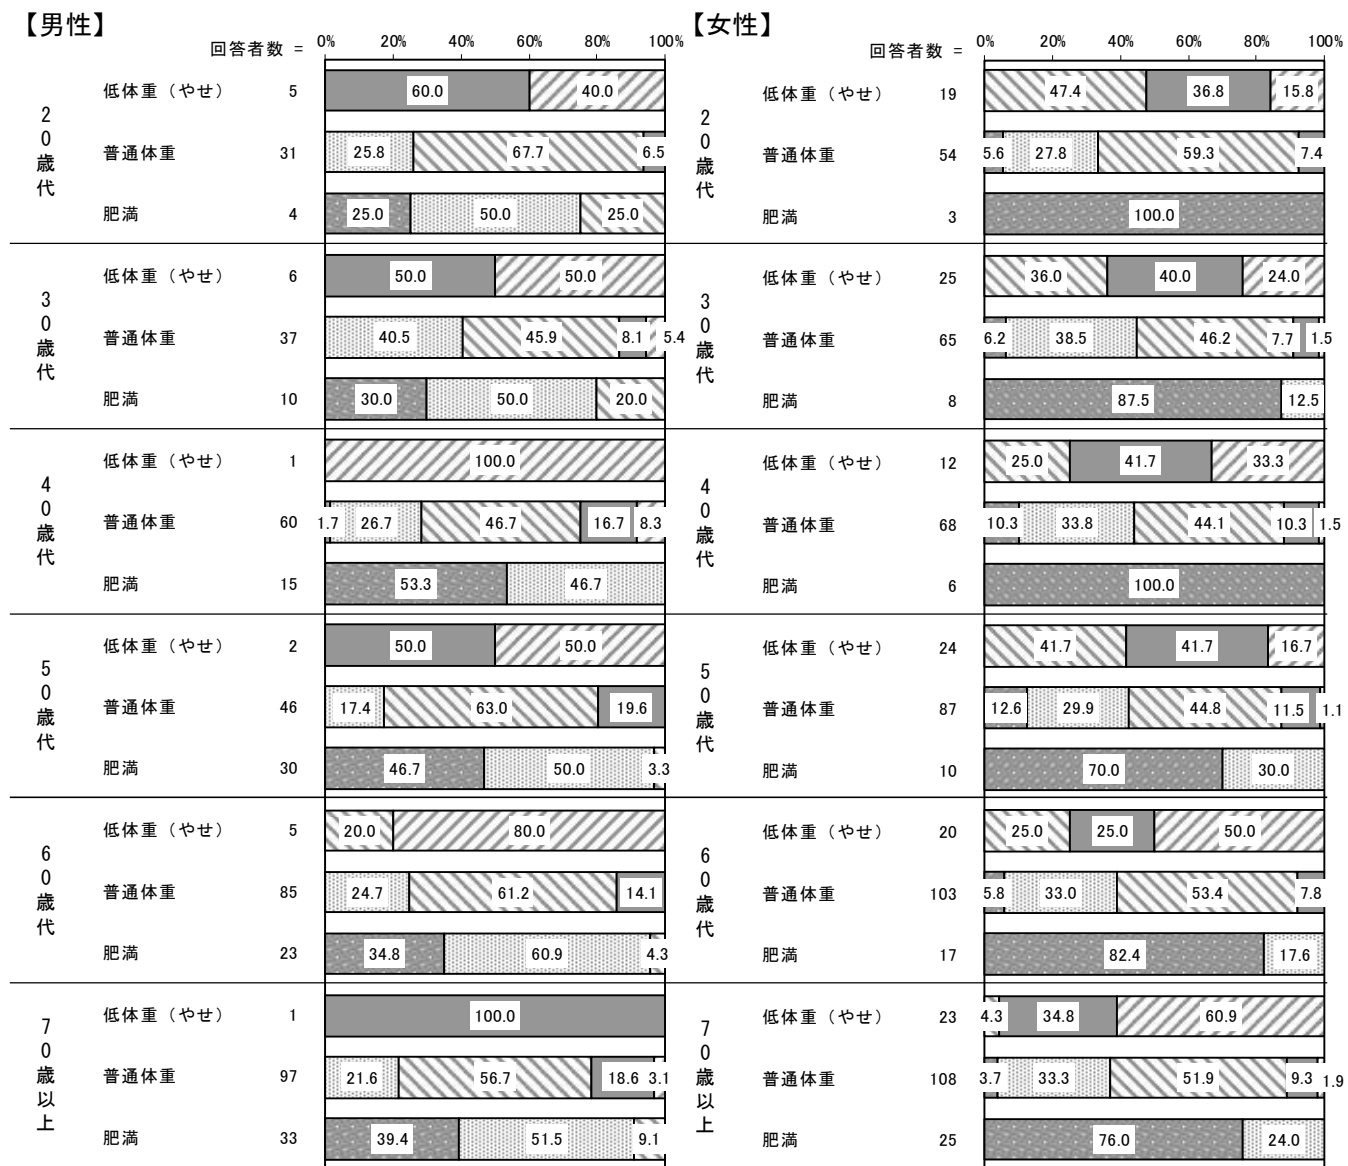 【男性】
回答者数 = 0% 20% 40% 60% 80% 100%
20歳代
低体重（やせ） 5 60.0 40.0
普通体重 31 25.8 67.7 6.5
肥満 4 25.0 50.0 25.0
30歳代
低体重（やせ） 6 50.0 50.0
普通体重 37 40.5 45.9 8.1 5.4
肥満 10 30.0 50.0 20.0
40歳代
低体重（やせ） 1 100.0
普通体重 60 1.7 26.7 46.7 16.7 8.3
肥満 15 53.3 46.7
50歳代
低体重（やせ） 2 50.0 50.0
普通体重 46 17.4 63.0 19.6
肥満 30 46.7 50.0 3.3
60歳代
低体重（やせ） 5 20.0 80.0
普通体重 85 24.7 61.2 14.1
肥満 23 34.8 60.9 4.3
70歳以上
低体重（やせ） 1 100.0
普通体重 97 21.6 56.7 18.6 3.1
肥満 33 39.4 51.5 9.1
【女性】
回答者数 = 0% 20% 40% 60% 80% 100%
20歳代
低体重（やせ） 19 47.4 36.8 15.8
普通体重 54 5.6 27.8 59.3 7.4
肥満 3 100.0
30歳代
低体重（やせ） 25 36.0 40.0 24.0
普通体重 65 6.2 38.5 46.2 7.7 1.5
肥満 8 87.5 12.5
40歳代
低体重（やせ） 12 25.0 41.7 33.3
普通体重 68 10.3 33.8 44.1 10.3 1.5
肥満 6 100.0
50歳代
低体重（やせ） 24 41.7 41.7 16.7
普通体重 87 12.6 29.9 44.8 11.5 1.1
肥満 10 70.0 30.0
60歳代
低体重（やせ） 20 25.0 25.0 50.0
普通体重 103 5.8 33.0 53.4 7.8
肥満 17 82.4 17.6
70歳以上
低体重（やせ） 23 4.3 34.8 60.9
普通体重 108 3.7 33.3 51.9 9.3 1.9
肥満 25 76.0 24.0